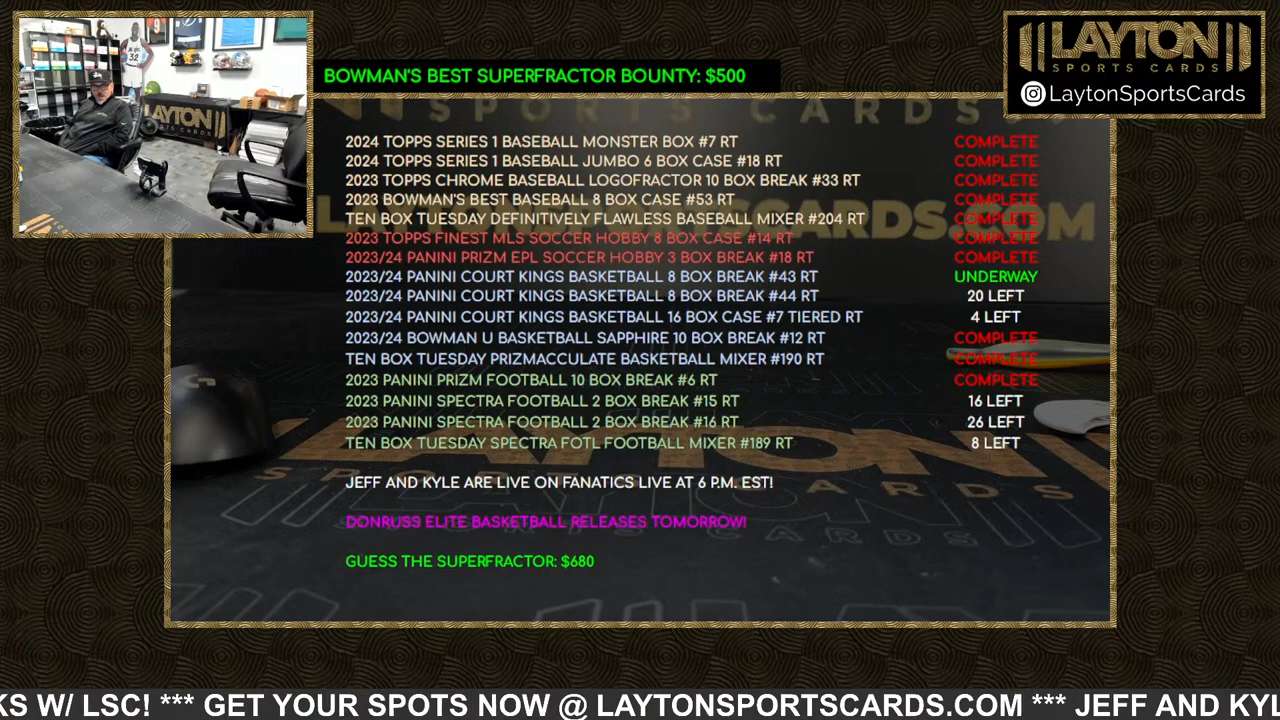 LAYTON
SPORTS CARDS
LaytonSportsCards
BOWMAN'S BEST SUPERFRACTOR BOUNTY: $500
SPORTS CARDS
2024 TOPPS SERIES 1 BASEBALL MONSTER BOX #7 RT COMPLETE
2024 TOPPS SERIES 1 BASEBALL JUMBO 6 BOX CASE #18 RT COMPLETE
2023 TOPPS CHROME BASEBALL LOGOFRACTOR 10 BOX BREAK #33 RT COMPLETE
2023 BOWMAN'S BEST BASEBALL 8 BOX CASE #53 RT COMPLETE
TEN BOX TUESDAY DEFINITIVELY FLAWLESS BASEBALL MIXER #204 RT COMPLETE
2023 TOPPS FINEST MLS SOCCER HOBBY 8 BOX CASE #14 RT COMPLETE
2023/24 PANINI PRIZM EPL SOCCER HOBBY 3 BOX BREAK #18 RT COMPLETE
2023/24 PANINI COURT KINGS BASKETBALL 8 BOX BREAK #43 RT UNDERWAY
2023/24 PANINI COURT KINGS BASKETBALL 8 BOX BREAK #44 RT 20 LEFT
2023/24 PANINI COURT KINGS BASKETBALL 16 BOX CASE #7 TIERED RT 4 LEFT
2023/24 BOWMAN U BASKETBALL SAPPHIRE 10 BOX BREAK #12 RT COMPLETE
TEN BOX TUESDAY PRIZMACCULATE BASKETBALL MIXER #190 RT COMPLETE
2023 PANINI PRIZM FOOTBALL 10 BOX BREAK #6 RT COMPLETE
2023 PANINI SPECTRA FOOTBALL 2 BOX BREAK #15 RT 16 LEFT
2023 PANINI SPECTRA FOOTBALL 2 BOX BREAK #16 RT 26 LEFT
TEN BOX TUESDAY SPECTRA FOTL FOOTBALL MIXER #189 RT 8 LEFT
JEFF AND KYLE ARE LIVE ON FANATICS LIVE AT 6 P.M. EST!
DONRUSS ELITE BASKETBALL RELEASES TOMORROW!
GUESS THE SUPERFRACTOR: $680
KS W/ LSC! *** GET YOUR SPOTS NOW @ LAYTONSPORTSCARDS.COM *** JEFF AND KYL